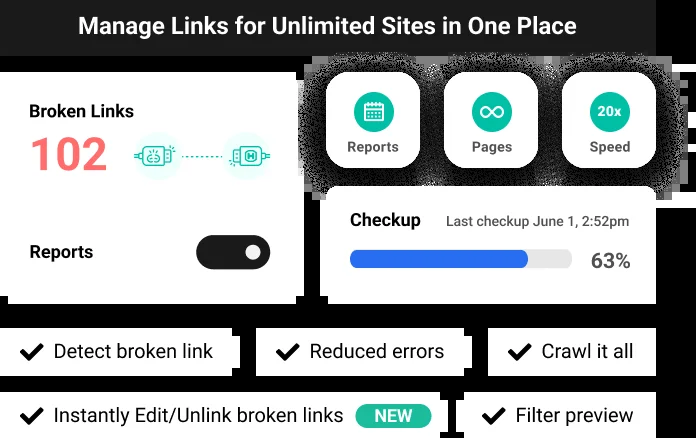 Manage Links for Unlimited Sites in One Place
Broken Links
102
Reports
Reports
Pages
20x
Speed
Checkup
Last checkup June 1, 2:52pm
63%
Detect broken link
Reduced errors
Crawl it all
Instantly Edit/Unlink broken links NEW
Filter preview